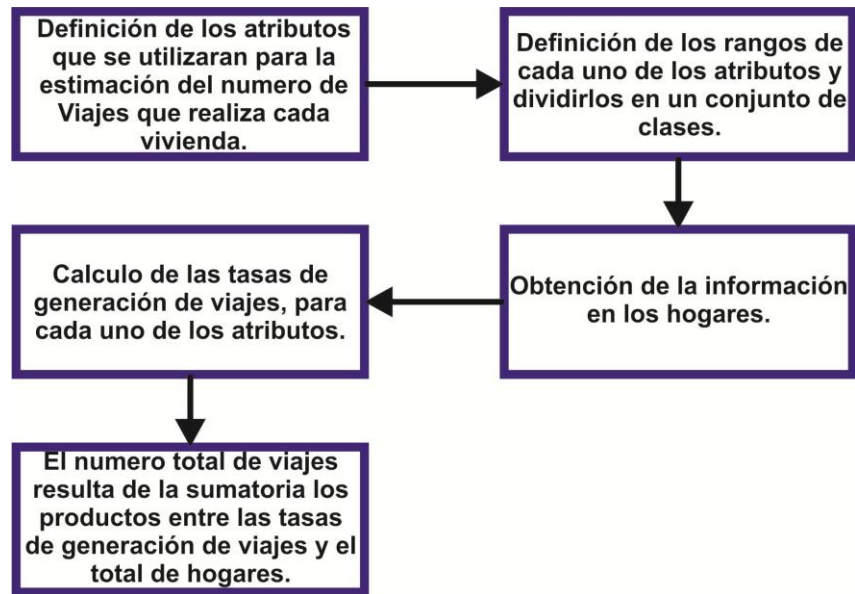 Definición de los atributos
que se utilizaran para la
estimación del numero de
Viajes que realiza cada
vivienda.
Definición de los rangos de
cada uno de los atributos y
dividirlos en un conjunto de
clases.
Obtención de la información
en los hogares.
Calculo de las tasas de
generación de viajes, para
cada uno de los atributos.
El numero total de viajes
resulta de la sumatoria los
productos entre las tasas
de generación de viajes y el
total de hogares.